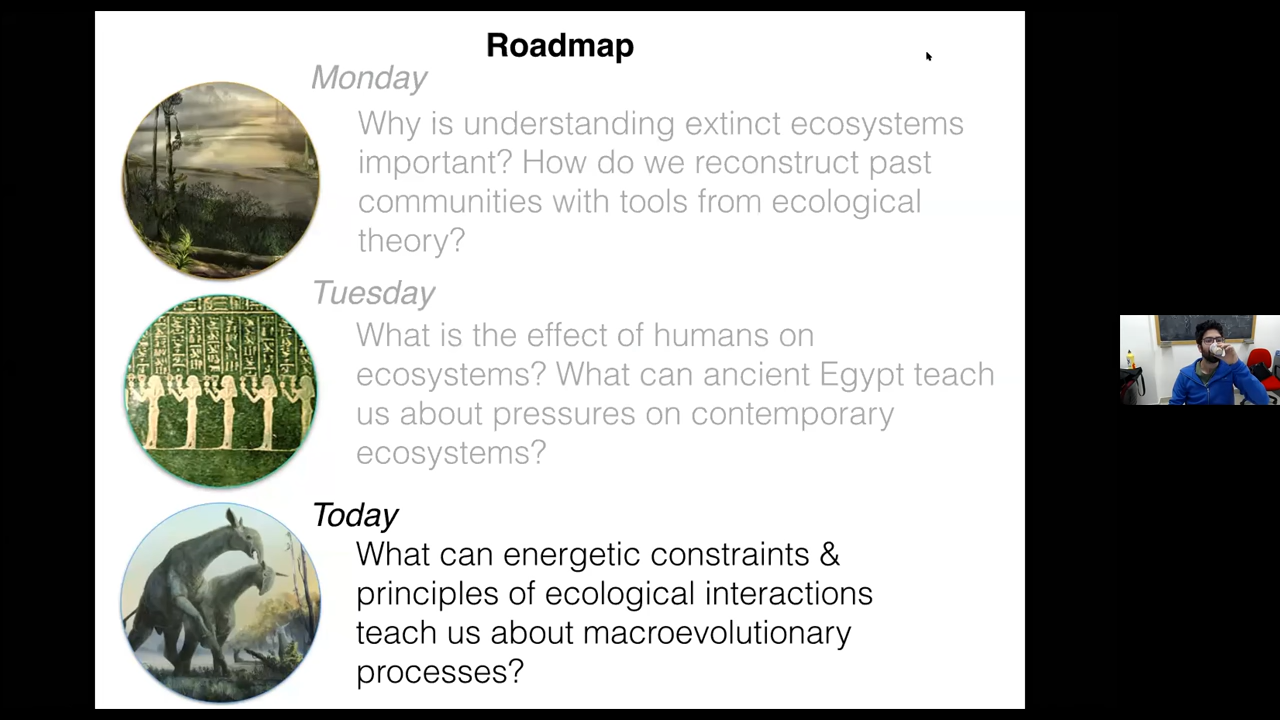 Roadmap
Monday
Why is understanding extinct ecosystems
important? How do we reconstruct past
communities with tools from ecological
theory?
Tuesday
What is the effect of humans on
ecosystems? What can ancient Egypt teach
us about pressures on contemporary
ecosystems?
Today
What can energetic constraints &
principles of ecological interactions
teach us about macroevolutionary
processes?